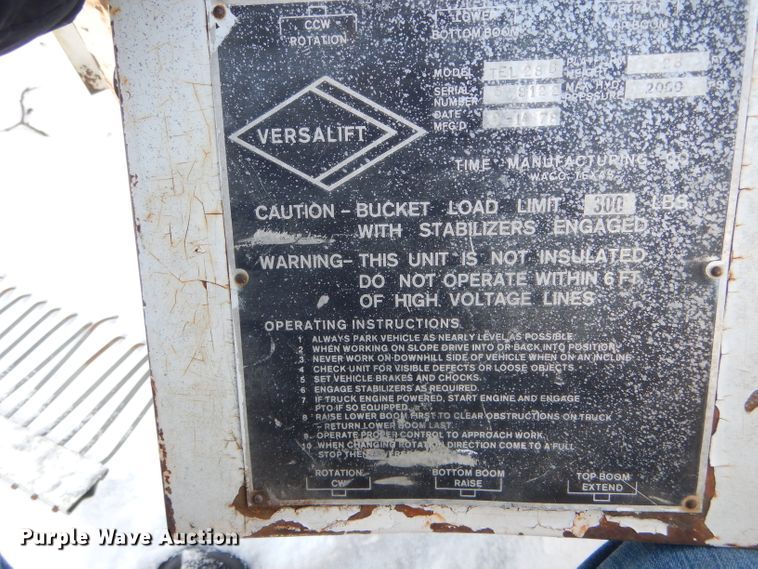 CCW
ROTATION
LOWER
BOTTOM BOOM
MODEL TEL 28
SERIAL
NUMBER
MAX HYD
PRESSURE 2000
DATE
MFG'D
VERSALIFT
TIME MANUFACTURING CO
WACO TEXAS
CAUTION - BUCKET LOAD LIMIT 300 LBS
WITH STABILIZERS ENGAGED
WARNING - THIS UNIT IS NOT INSULATED
DO NOT OPERATE WITHIN 6 FT
OF HIGH VOLTAGE LINES
OPERATING INSTRUCTIONS
1 ALWAYS PARK VEHICLE AS NEARLY LEVEL AS POSSIBLE
2 WHEN WORKING ON SLOPE DRIVE INTO OR BACK INTO POSITION
3 NEVER WORK ON DOWNHILL SIDE OF VEHICLE WHEN ON AN INCLINE
4 CHECK UNIT FOR VISIBLE DEFECTS OR LOOSE OBJECTS.
5 SET VEHICLE BRAKES AND CHOCKS.
6 ENGAGE STABILIZERS AS REQUIRED.
7 IF TRUCK ENGINE POWERED, START ENGINE AND ENGAGE
PTO IF SO EQUIPPED.
8 RAISE LOWER BOOM FIRST TO CLEAR OBSTRUCTIONS ON TRUCK
- RETURN LOWER BOOM LAST.
9. OPERATE PROPER CONTROL TO APPROACH WORK.
10. WHEN CHANGING ROTATION DIRECTION COME TO A FULL
STOP THEN
ROTATION
CW
BOTTOM BOOM
RAISE
TOP BOOM
EXTEND
Purple Wave Auction